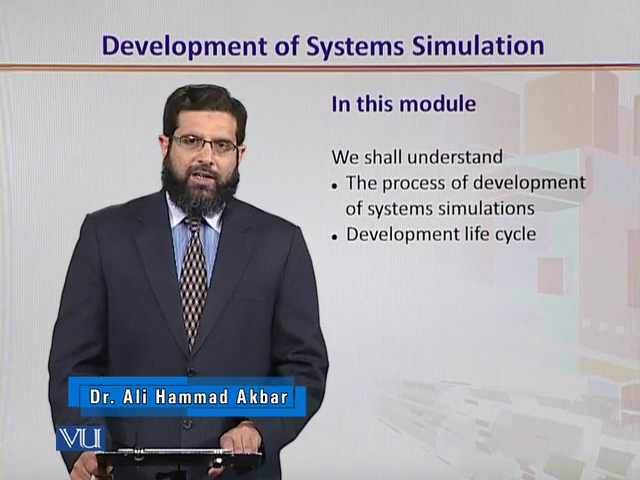 Development of Systems Simulation
In this module
We shall understand
• The process of development
of systems simulations
• Development life cycle
Dr. Ali Hammad Akbar
VU